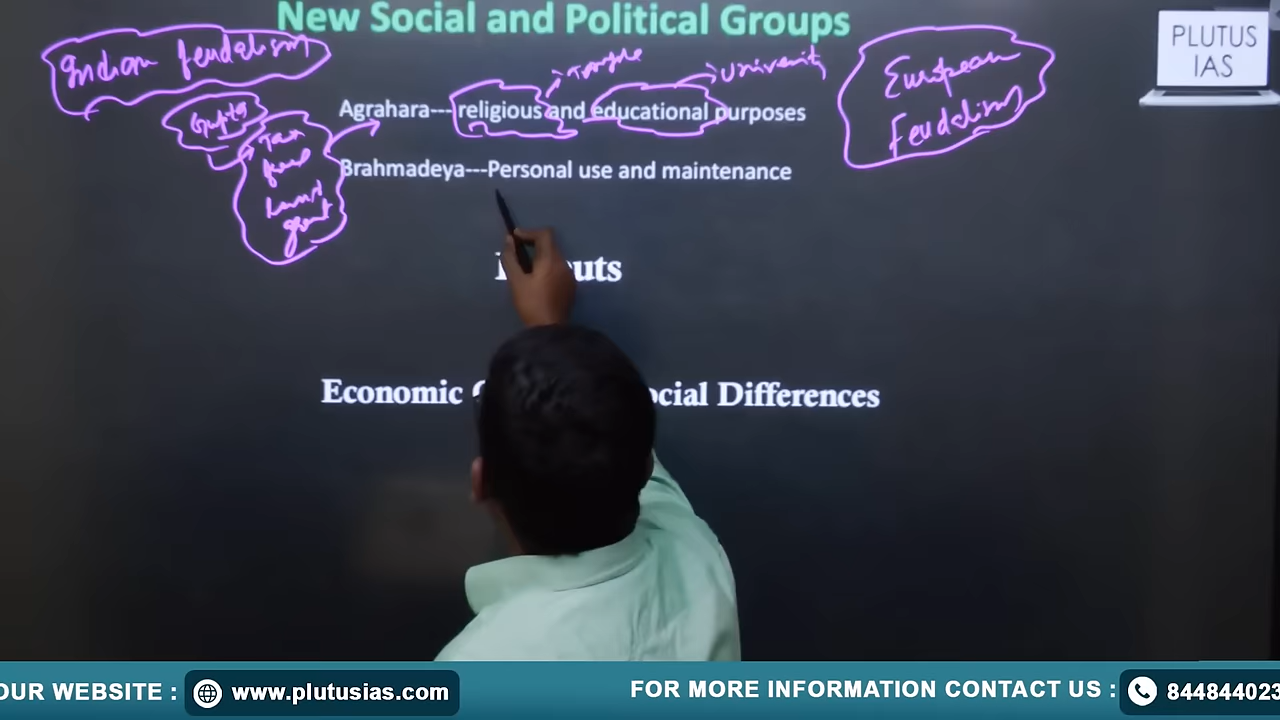 New Social and Political Groups
PLUTUS
IAS
Indian feudalism
Temple
University
European
Feudalism
Agrahara--- religious and educational purposes
Gupta
Tax
free
Land
grant
Brahmadeya---Personal use and maintenance
uts
Economic
ocial Differences
OUR WEBSITE : www.plutusias.com
FOR MORE INFORMATION CONTACT US : 844844023